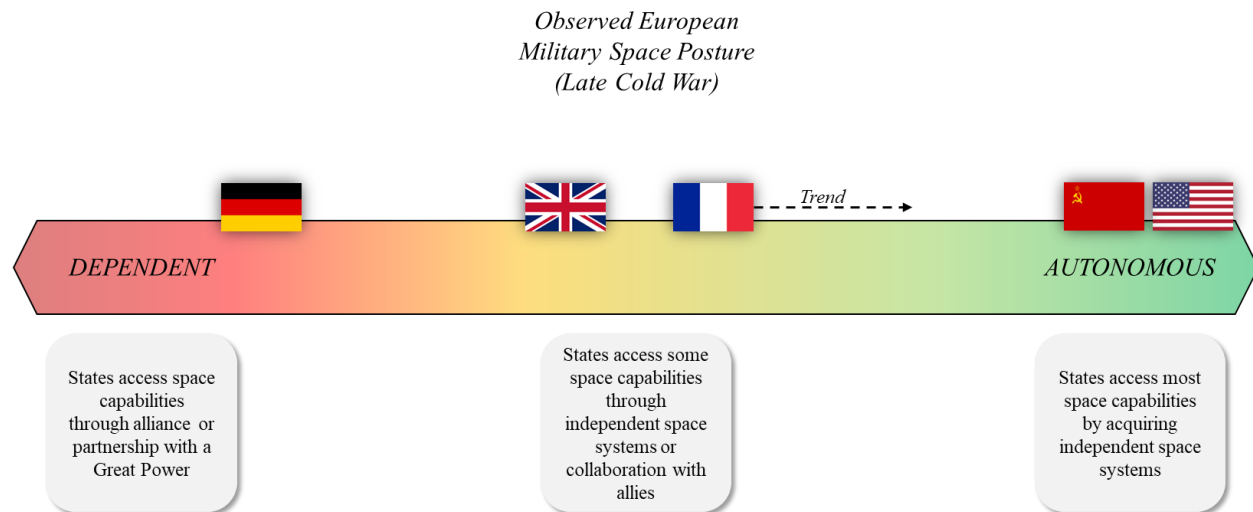 Observed European
Military Space Posture
(Late Cold War)
Trend
DEPENDENT
AUTONOMOUS
States access space
capabilities
through alliance or
partnership with a
Great Power
States access some
space capabilities
through
independent space
systems or
collaboration with
allies
States access most
space capabilities
by acquiring
independent space
systems